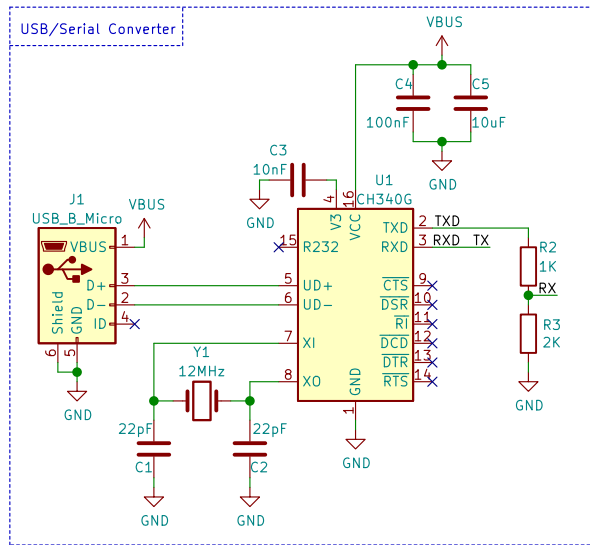 USB/Serial Converter
VBUS
C4
C5
100nF
10uF
GND
C3
10nF
GND
U1
CH340G
4
16
V3
VCC
TXD
2
TXD
RXD
3
RXD
TX
15
R232
R2
1K
RX
R3
2K
GND
J1
USB_B_Micro
VBUS
VBUS
1
D+
3
D-
2
ID
4
Shield
GND
6
5
GND
5
UD+
6
UD-
7
XI
8
XO
CTS
9
DSR
10
RI
11
DCD
12
DTR
13
RTS
14
GND
1
GND
Y1
12MHz
22pF
22pF
C1
C2
GND
GND